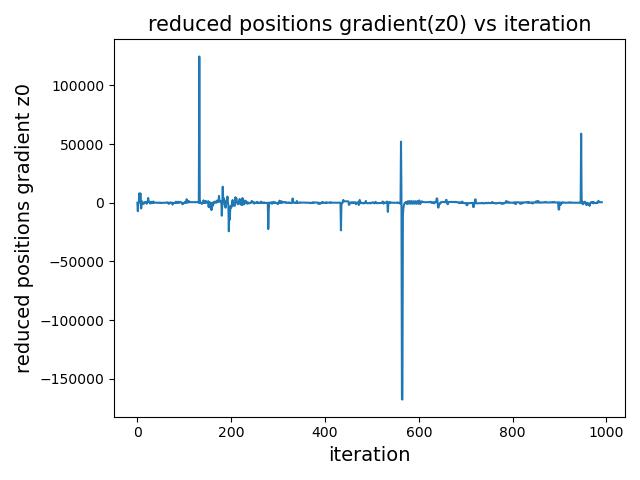 reduced positions gradient(z0) vs iteration
reduced positions gradient z0
100000
50000
0
−50000
−100000
−150000
0 200 400 600 800 1000
iteration